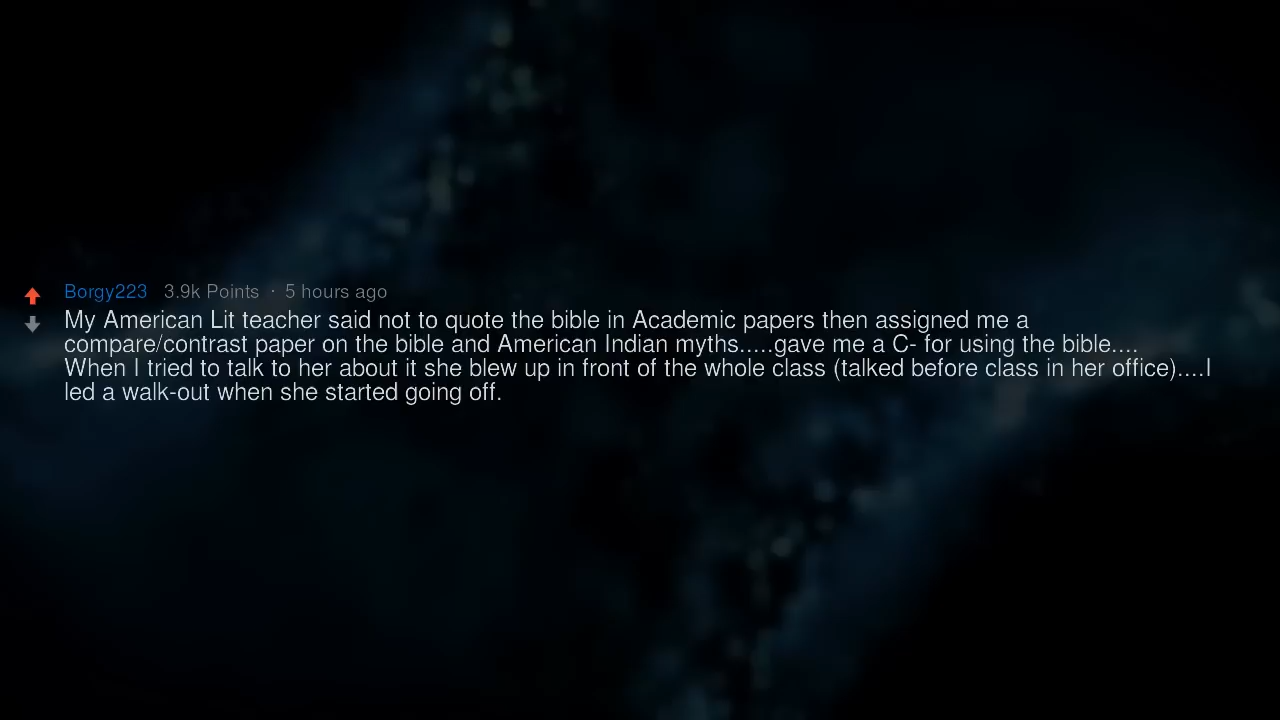 Borgy223 3.9k Points · 5 hours ago
My American Lit teacher said not to quote the bible in Academic papers then assigned me a
compare/contrast paper on the bible and American Indian myths.....gave me a C- for using the bible....
When I tried to talk to her about it she blew up in front of the whole class (talked before class in her office)....I
led a walk-out when she started going off.